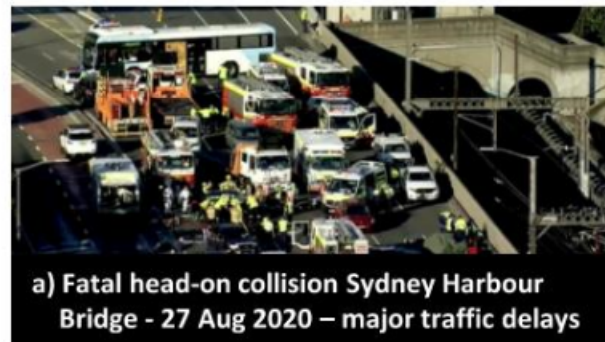 a) Fatal head-on collision Sydney Harbour
Bridge - 27 Aug 2020 – major traffic delays